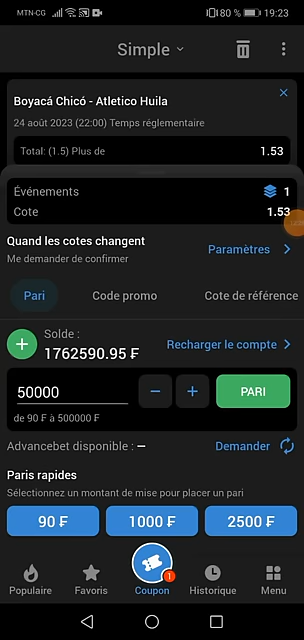 MTN-CG 80 % 19:23
Simple
Boyacá Chicó - Atletico Huila
24 août 2023 (22:00) Temps réglementaire
Total: (1.5) Plus de 1.53
Événements 1
Cote 1.53
Quand les cotes changent
Me demander de confirmer
Paramètres
Pari Code promo Cote de référence
Solde :
1762590.95 ₣
Recharger le compte
50000
PARI
de 90 ₣ à 500000 ₣
Advancebet disponible : — Demander
Paris rapides
Sélectionnez un montant de mise pour placer un pari
90 ₣ 1000 ₣ 2500 ₣
1
Populaire Favoris Coupon Historique Menu